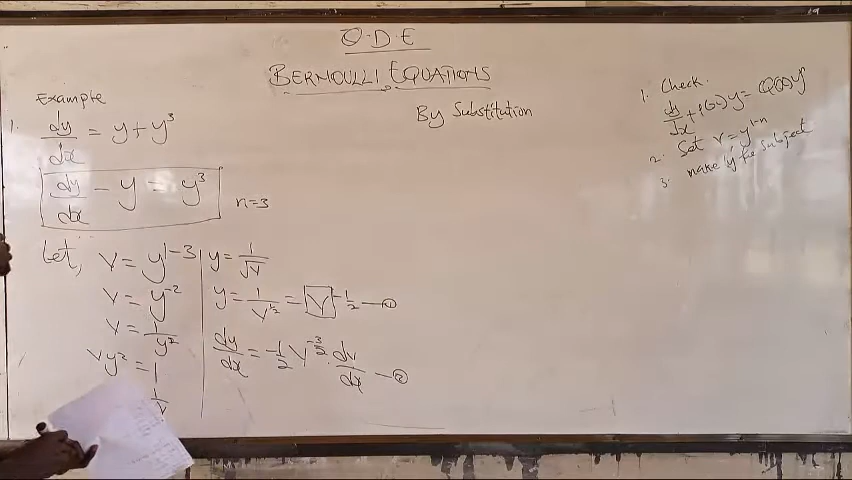 O.D.E
BERNOULLI EQUATIONS
By Substitution
Example
1. dy/dx = y + y³
dy/dx - y = y³
n=3
Let, V = y^1-3
V = y^-2
V = 1/y²
Vy² = 1
1/V
y = 1/√V
y = 1/V^½ = V^-½ — ①
dy/dx = -½ V^-3/2 · dv/dx — ②
1. Check.
dy/dx + P(x)y = Q(x)y^n
2. Set V = y^1-n
3. make y the subject